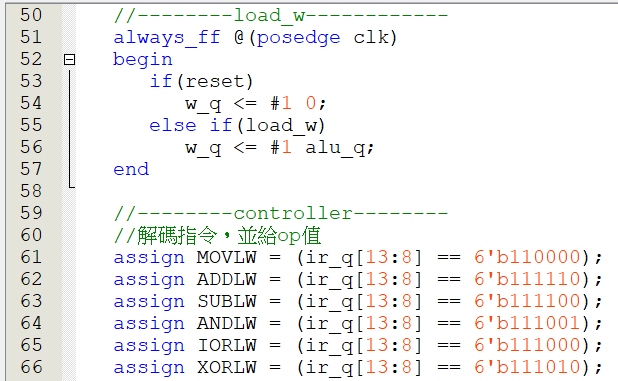 50 //--------load_w------------
51 always_ff @(posedge clk)
52 begin
53 if(reset)
54 w_q <= #1 0;
55 else if(load_w)
56 w_q <= #1 alu_q;
57 end
58
59 //--------controller--------
60 //解碼指令，並給op值
61 assign MOVLW = (ir_q[13:8] == 6'b110000);
62 assign ADDLW = (ir_q[13:8] == 6'b111110);
63 assign SUBLW = (ir_q[13:8] == 6'b111100);
64 assign ANDLW = (ir_q[13:8] == 6'b111001);
65 assign IORLW = (ir_q[13:8] == 6'b111000);
66 assign XORLW = (ir_q[13:8] == 6'b111010);